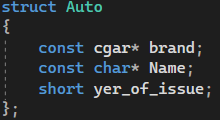 struct Auto
{
const cgar* brand;
const char* Name;
short yer_of_issue;
};